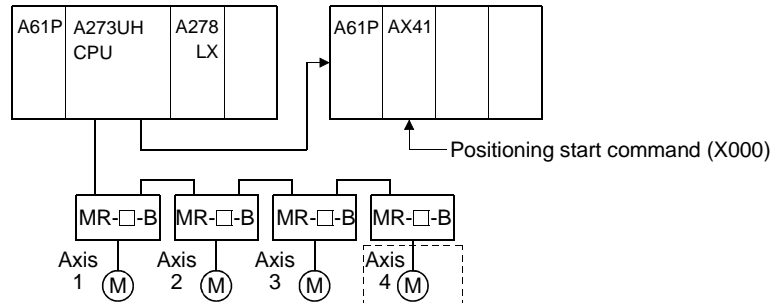 A61P A273UH CPU A278 LX
A61P AX41
Positioning start command (X000)
MR-□-B MR-□-B MR-□-B MR-□-B
Axis 1 M Axis 2 M Axis 3 M Axis 4 M